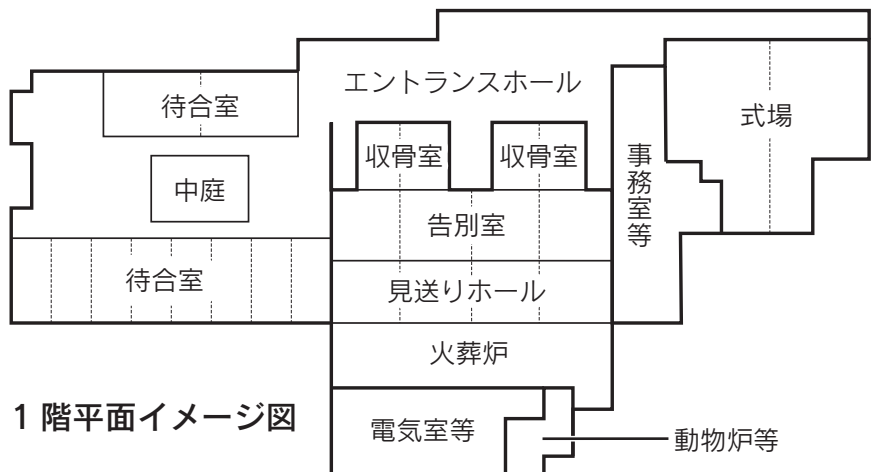 エントランスホール
待合室
式場
収骨室
収骨室
事務室等
中庭
告別室
待合室
見送りホール
火葬炉
1階平面イメージ図
電気室等
動物炉等